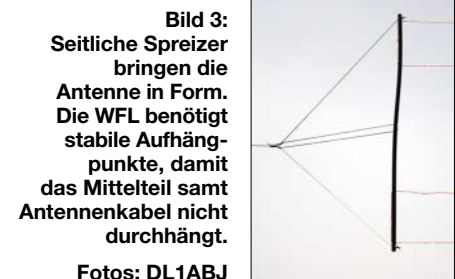 Bild 3:
Seitliche Spreizer
bringen die
Antenne in Form.
Die WFL benötigt
stabile Aufhäng-
punkte, damit
das Mittelteil samt
Antennenkabel nicht
durchhängt.
Fotos: DL1ABJ